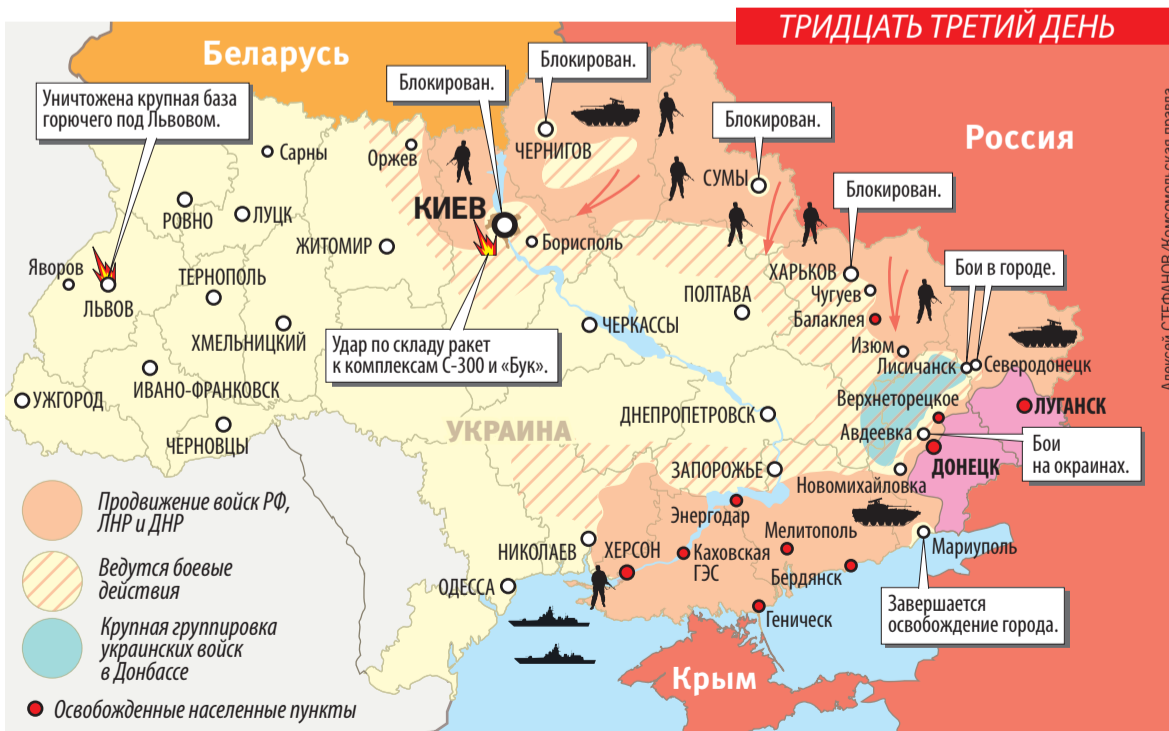 ТРИДЦАТЬ ТРЕТИЙ ДЕНЬ
Беларусь
Россия
Уничтожена крупная база
горючего под Львовом.
Блокирован.
Блокирован.
Блокирован.
Блокирован.
Сарны
Оржев
ЧЕРНИГОВ
СУМЫ
РОВНО
ЛУЦК
КИЕВ
ЖИТОМИР
Борисполь
Яворов
ЛЬВОВ
ТЕРНОПОЛЬ
ХМЕЛЬНИЦКИЙ
ПОЛТАВА
ХАРЬКОВ
Чугуев
Балаклея
Бои в городе.
ЧЕРКАССЫ
Удар по складу ракет
к комплексам С-300 и «Бук».
Изюм
Лисичанск
Северодонецк
ИВАНО-ФРАНКОВСК
УЖГОРОД
ЧЕРНОВЦЫ
УКРАИНА
ДНЕПРОПЕТРОВСК
Верхнеторецкое
ЛУГАНСК
Авдеевка
Бои
на окраинах.
ДОНЕЦК
ЗАПОРОЖЬЕ
Новомихайловка
Энергодар
Мелитополь
НИКОЛАЕВ
ХЕРСОН
Каховская
ГЭС
Бердянск
Мариуполь
ОДЕССА
Геническ
Завершается
освобождение города.
Крым
Продвижение войск РФ,
ЛНР и ДНР
Ведутся боевые
действия
Крупная группировка
украинских войск
в Донбассе
Освобожденные населенные пункты
Алексей СТЕФАНОВ/Комсомольская правда